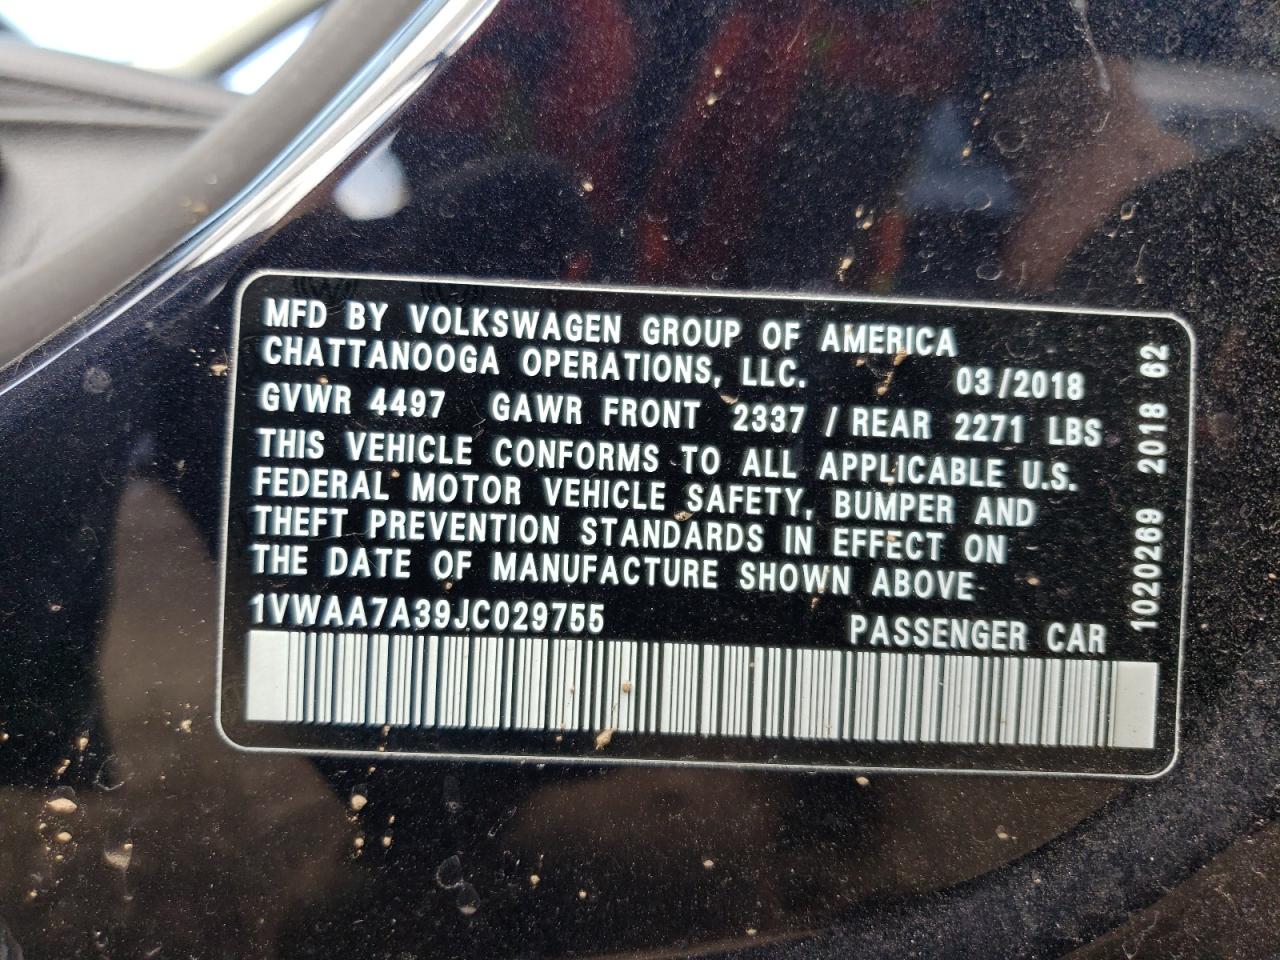 MFD BY VOLKSWAGEN GROUP OF AMERICA
CHATTANOOGA OPERATIONS, LLC. 03/2018
GVWR 4497 GAWR FRONT 2337 / REAR 2271 LBS
THIS VEHICLE CONFORMS TO ALL APPLICABLE U.S.
FEDERAL MOTOR VEHICLE SAFETY, BUMPER AND
THEFT PREVENTION STANDARDS IN EFFECT ON
THE DATE OF MANUFACTURE SHOWN ABOVE
1VWAA7A39JC029755 PASSENGER CAR
1020269 2018 62